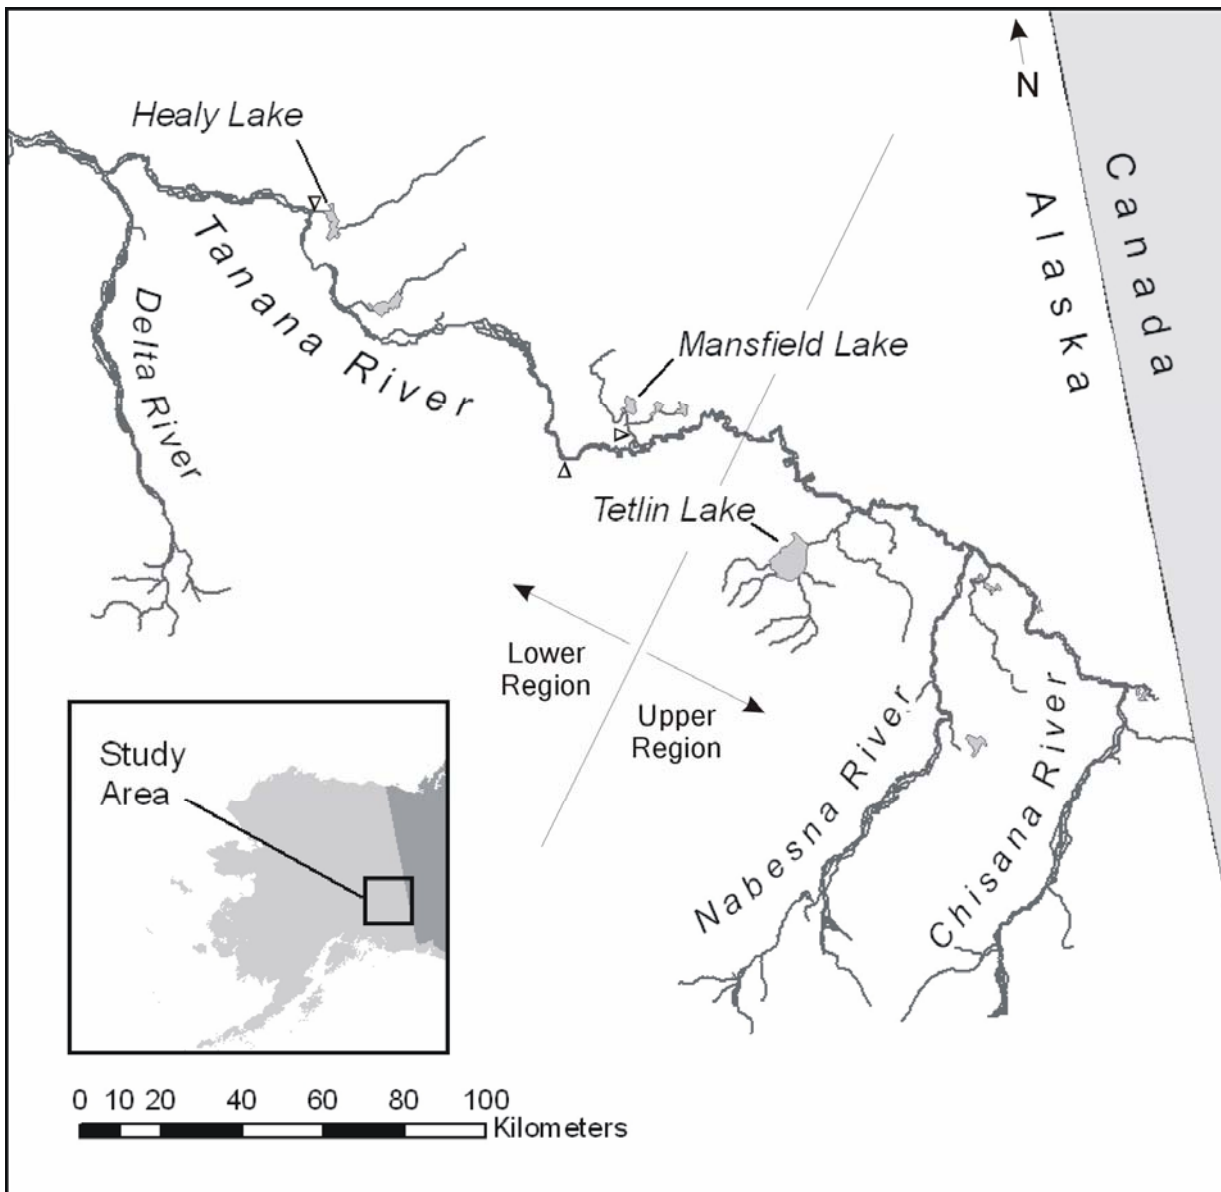 Healy Lake
N
Canada
Alaska
Tanana River
Delta River
Mansfield Lake
Tetlin Lake
Lower
Region
Upper
Region
Nabesna River
Chisana River
Study
Area
0 10 20 40 60 80 100
Kilometers